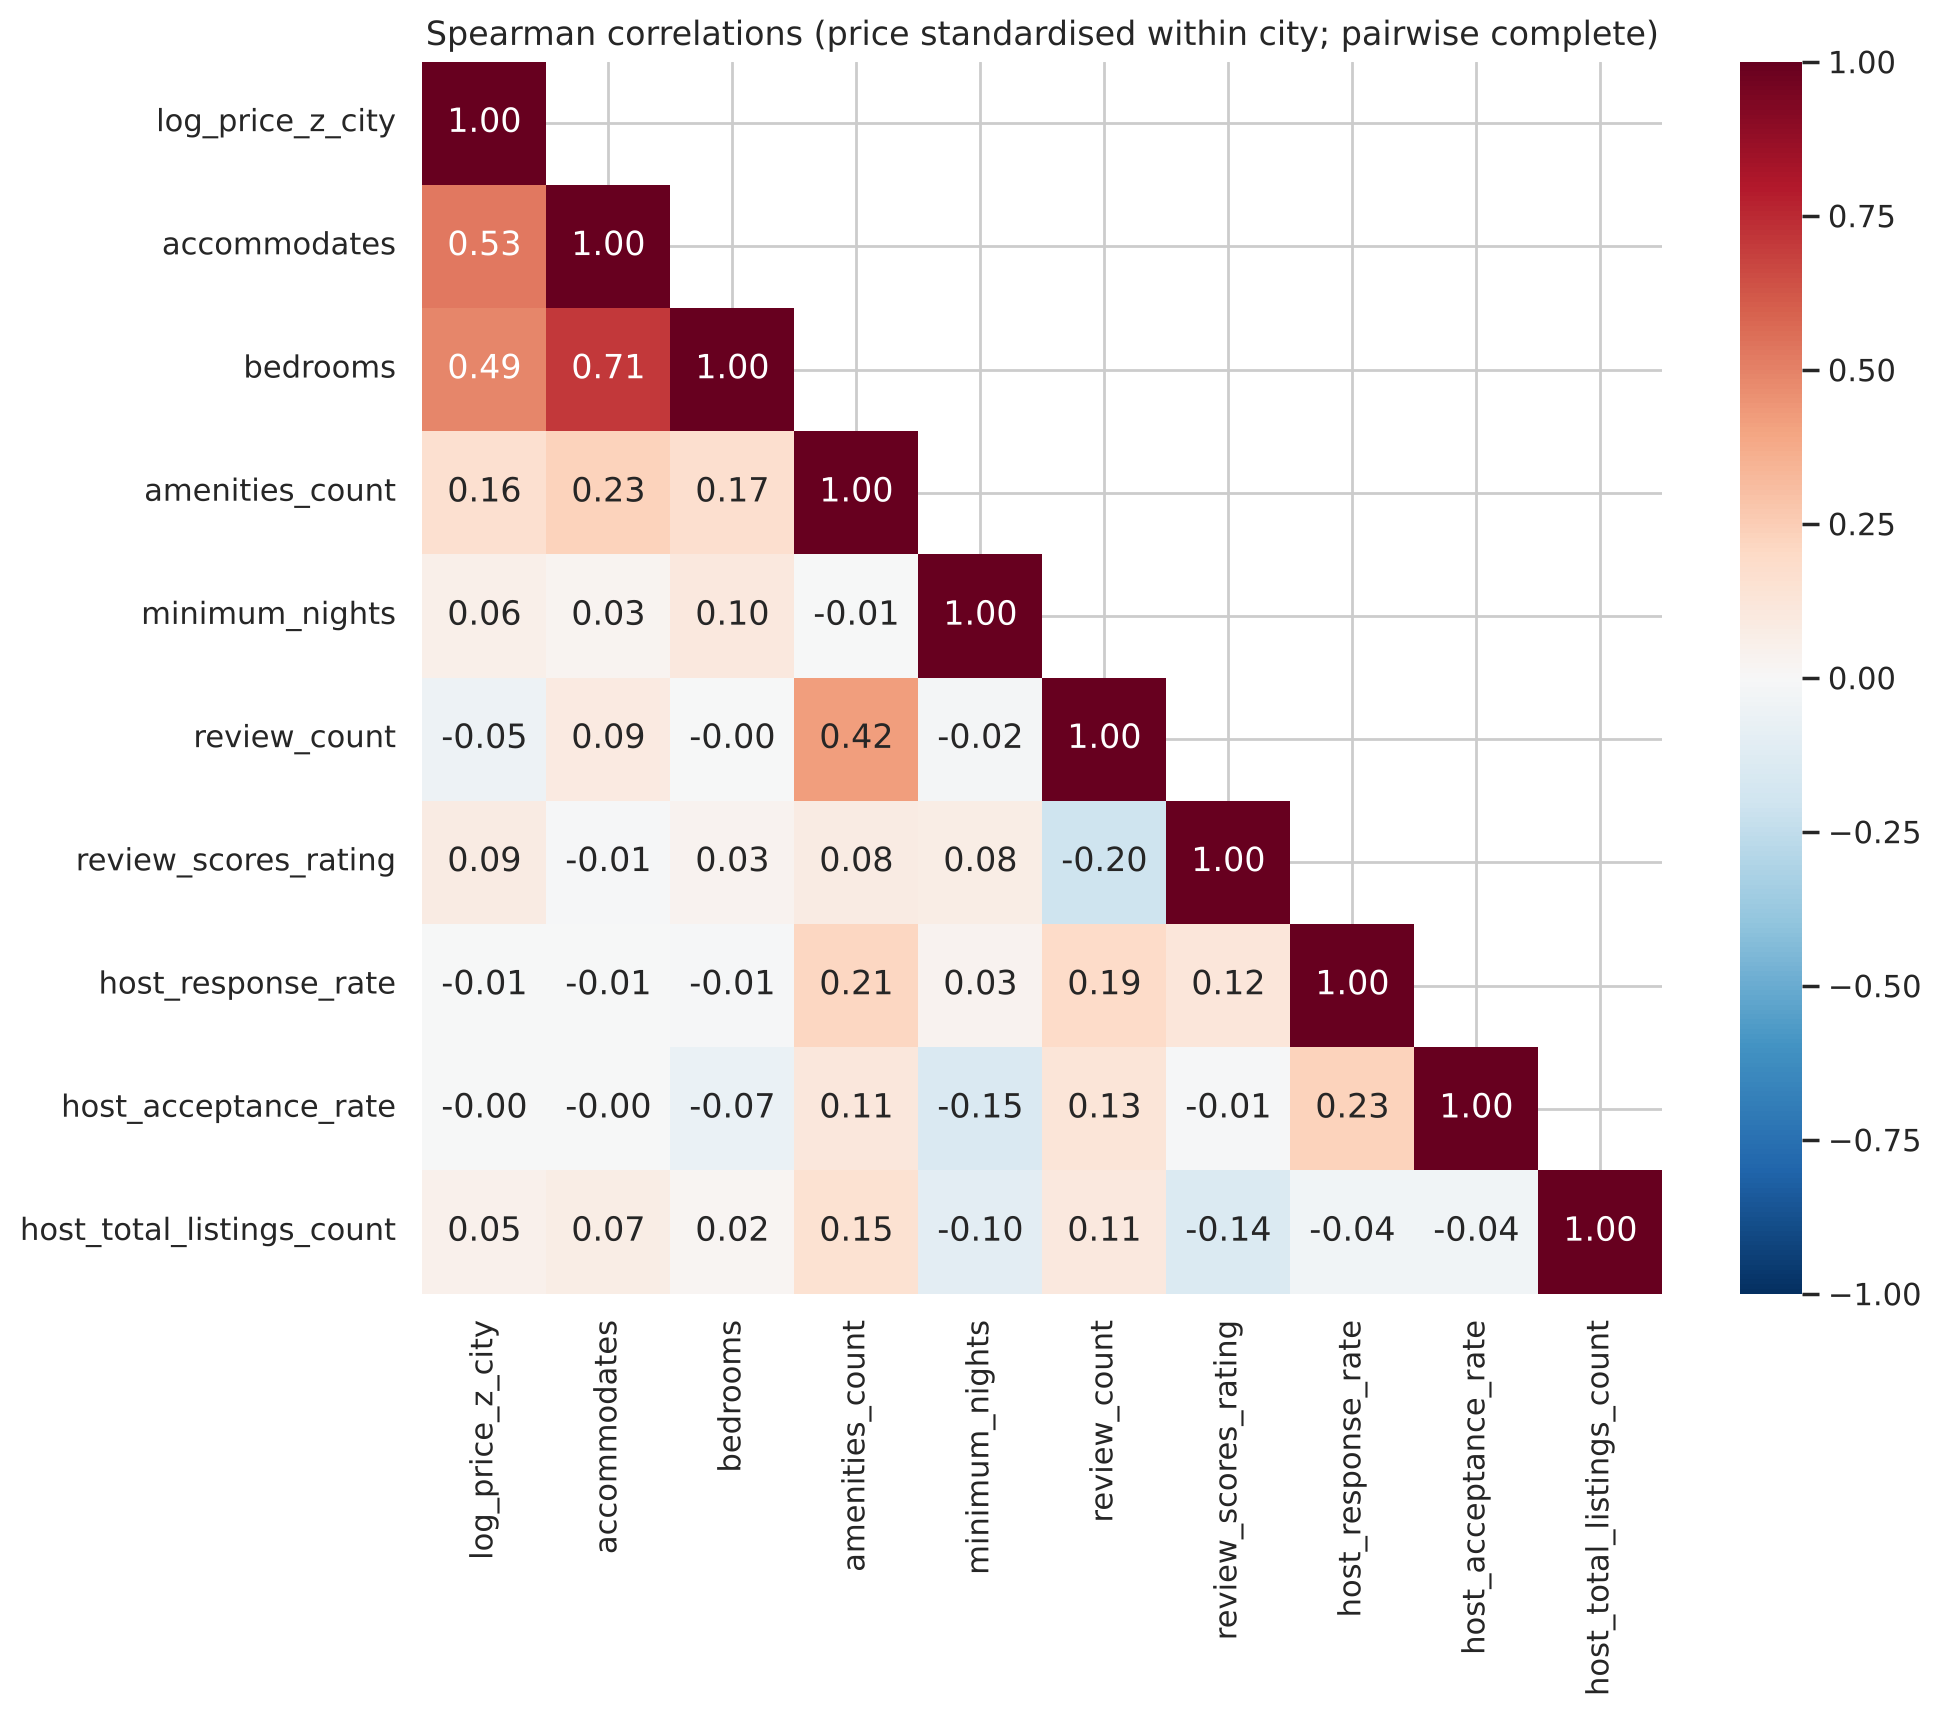 Spearman correlations (price standardised within city; pairwise complete)
log_price_z_city 1.00
accommodates 0.53 1.00
bedrooms 0.49 0.71 1.00
amenities_count 0.16 0.23 0.17 1.00
minimum_nights 0.06 0.03 0.10 -0.01 1.00
review_count -0.05 0.09 -0.00 0.42 -0.02 1.00
review_scores_rating 0.09 -0.01 0.03 0.08 0.08 -0.20 1.00
host_response_rate -0.01 -0.01 -0.01 0.21 0.03 0.19 0.12 1.00
host_acceptance_rate -0.00 -0.00 -0.07 0.11 -0.15 0.13 -0.01 0.23 1.00
host_total_listings_count 0.05 0.07 0.02 0.15 -0.10 0.11 -0.14 -0.04 -0.04 1.00
log_price_z_city
accommodates
bedrooms
amenities_count
minimum_nights
review_count
review_scores_rating
host_response_rate
host_acceptance_rate
host_total_listings_count
1.00
0.75
0.50
0.25
0.00
−0.25
−0.50
−0.75
−1.00